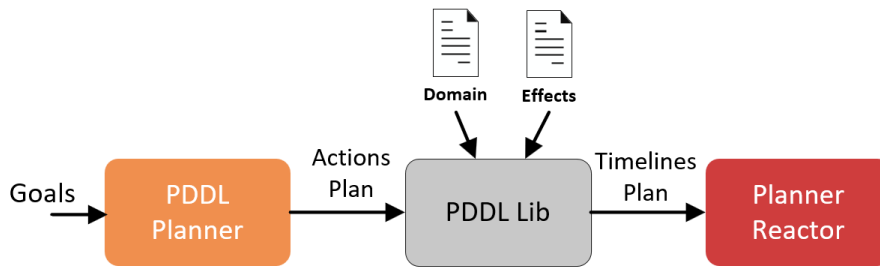 Domain
Effects
Goals
PDDL
Planner
Actions
Plan
PDDL Lib
Timelines
Plan
Planner
Reactor